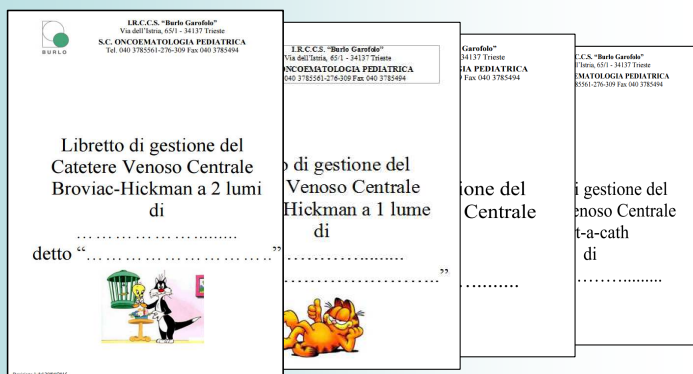 BURLO
I.R.C.C.S. “Burlo Garofolo”
Via dell'Istria, 65/1 - 34137 Trieste
S.C. ONCOEMATOLOGIA PEDIATRICA
Tel. 040 3785561-276-309 Fax 040 3785494
Libretto di gestione del
Catetere Venoso Centrale
Broviac-Hickman a 2 lumi
di
……………………........
detto “…………………………..”
I.R.C.C.S. “Burlo Garofolo”
Via dell'Istria, 65/1 - 34137 Trieste
ONCOEMATOLOGIA PEDIATRICA
040 3785561-276-309 Fax 040 3785494
di gestione del
Venoso Centrale
Hickman a 1 lume
di
…………..........
…………………….”
Garofolo”
34137 Trieste
IA PEDIATRICA
Fax 040 3785494
ione del
Centrale
…..........
C.C.S. “Burlo Garofolo”
l'Istria, 65/1 - 34137 Trieste
EMATOLOGIA PEDIATRICA
85561-276-309 Fax 040 3785494
i gestione del
enoso Centrale
t-a-cath
di
………….........